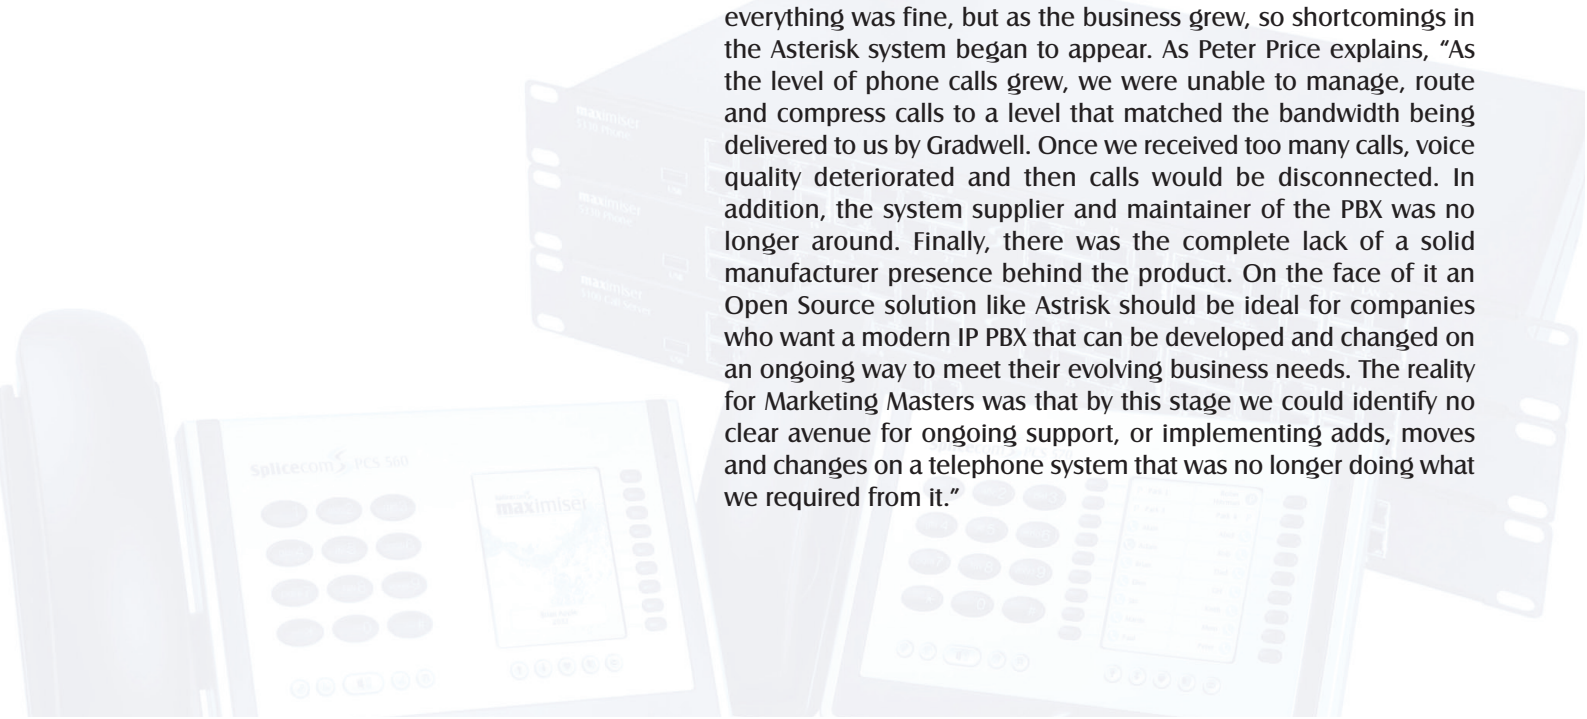 everything was fine, but as the business grew, so shortcomings in
the Asterisk system began to appear. As Peter Price explains, “As
the level of phone calls grew, we were unable to manage, route
and compress calls to a level that matched the bandwidth being
delivered to us by Gradwell. Once we received too many calls, voice
quality deteriorated and then calls would be disconnected. In
addition, the system supplier and maintainer of the PBX was no
longer around. Finally, there was the complete lack of a solid
manufacturer presence behind the product. On the face of it an
Open Source solution like Astrisk should be ideal for companies
who want a modern IP PBX that can be developed and changed on
an ongoing way to meet their evolving business needs. The reality
for Marketing Masters was that by this stage we could identify no
clear avenue for ongoing support, or implementing adds, moves
and changes on a telephone system that was no longer doing what
we required from it.”
maximiser
maximiser
maximiser
5100 Call Server
splicecom PCS 580
maximiser
PCS 570